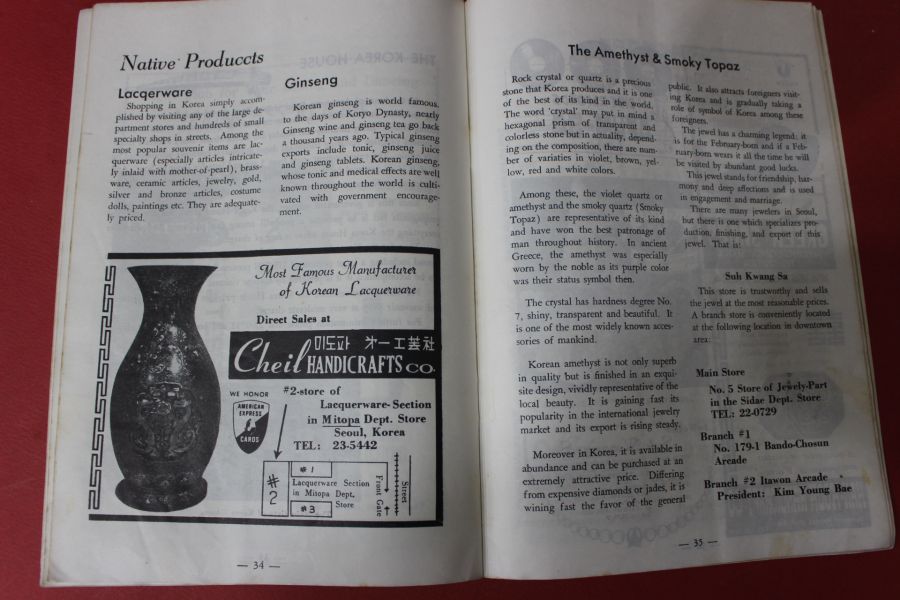 Native Produccts
Lacqerware
Shopping in Korea simply accom-
plished by visiting any of the large de-
partment stores and hundreds of small
specialty shops in streets. Among the
most popular souvenir items are lac-
querware (especially articles intricate-
ly inlaid with mother-of-pearl), brass-
ware, ceramic articles, jewelry, gold,
silver and bronze articles, costume
dolls, paintings etc. They are adequate-
ly priced.
Ginseng
Korean ginseng is world famous.
to the days of Koryo Dynasty, nearly
Ginseng wine and ginseng tea go back
a thousand years ago. Typical ginseng
exports include tonic, ginseng juice
and ginseng tablets. Korean ginseng,
whose tonic and medical effects are well
known throughout the world is culti-
vated with government encourage-
ment.
Most Famous Manufacturer
of Korean Lacquerware
Direct Sales at
Cheil 미도파 オー工芸社
HANDICRAFTS CO.
WE HONOR
AMERICAN
EXPRESS
CARDS
#2-store of
Lacquerware-Section
in Mitopa Dept. Store
Seoul, Korea
TEL: 23-5442
#2
#1
Lacquerware Section
in Mitopa Dept,
Store
#3
Front Gate
Street
— 34 —
The Amethyst & Smoky Topaz
Rock crystal or quartz is a precious
stone that Korea produces and it is one
of the best of its kind in the world.
The word 'crystal' may put in mind a
hexagonal prism of transparent and
colorless stone but in actuality, depend-
ing on the composition, there are num-
ber of variaties in violet, brown, yel-
low, red and white colors.
Among these, the violet quartz or
amethyst and the smoky quartz (Smoky
Topaz) are representative of its kind
and have won the best patronage of
man throughout history. In ancient
Greece, the amethyst was especially
worn by the noble as its purple color
was their status symbol then.
The crystal has hardness degree No.
7, shiny, transparent and beautiful. It
is one of the most widely known acces-
sories of mankind.
Korean amethyst is not only superb
in quality but is finished in an exqui-
site design, vividly representative of the
local beauty. It is gaining fast its
popularity in the international jewelry
market and its export is rising steady.
Moreover in Korea, it is available in
abundance and can be purchased at an
extremely attractive price. Differing
from expensive diamonds or jades, it is
wining fast the favor of the general
public. It also attracts foreigners visit-
ing Korea and is gradually taking a
role of symbol of Korea among these
foreigners.
The jewel has a charming legend: it
is for the February-born and if a Feb-
ruary-born wears it all the time he will
be visited by abundant good lucks.
This jewel stands for friendship, har-
mony and deep affections and is used
in engagement and marriage.
There are many jewelers in Seoul,
but there is one which specializes pro-
duction, finishing, and export of this
jewel. That is:
Suh Kwang Sa
This store is trustworthy and sells
the jewel at the most reasonable prices.
A branch store is conveniently located
at the following location in downtown
area:
Main Store
No. 5 Store of Jewely-Part
in the Sidae Dept. Store
TEL: 22-0729
Branch #1
No. 179-1 Bando-Chosun
Arcade
Branch #2 Itawon Arcade
President: Kim Young Bae
— 35 —